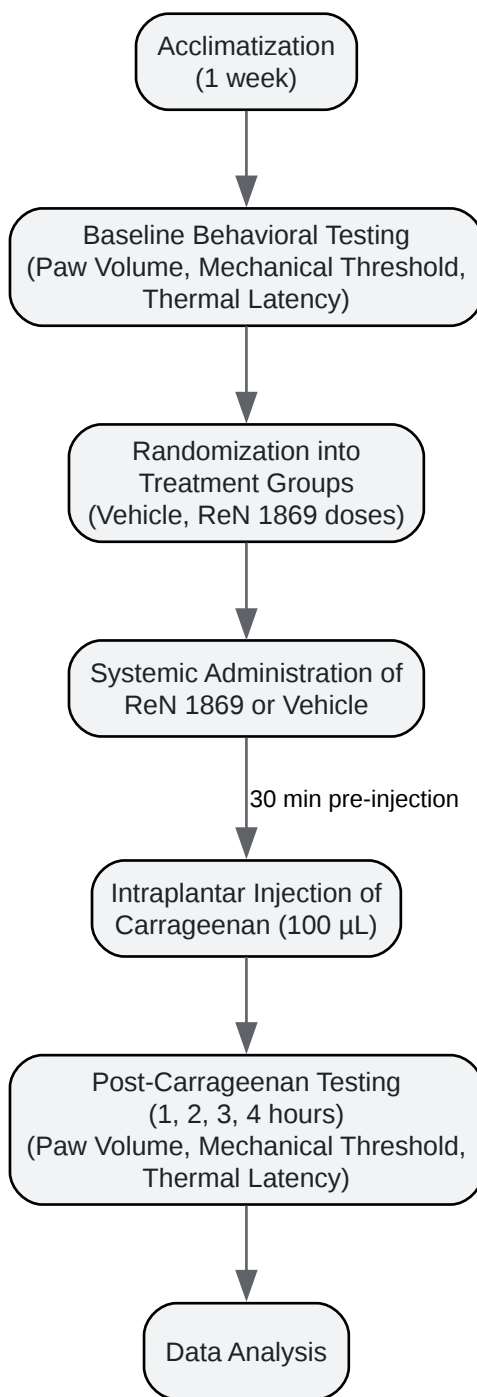 Acclimatization
(1 week)
Baseline Behavioral Testing
(Paw Volume, Mechanical Threshold,
Thermal Latency)
Randomization into
Treatment Groups
(Vehicle, ReN 1869 doses)
Systemic Administration of
ReN 1869 or Vehicle
30 min pre-injection
Intraplantar Injection of
Carrageenan (100 µL)
Post-Carrageenan Testing
(1, 2, 3, 4 hours)
(Paw Volume, Mechanical Threshold,
Thermal Latency)
Data Analysis